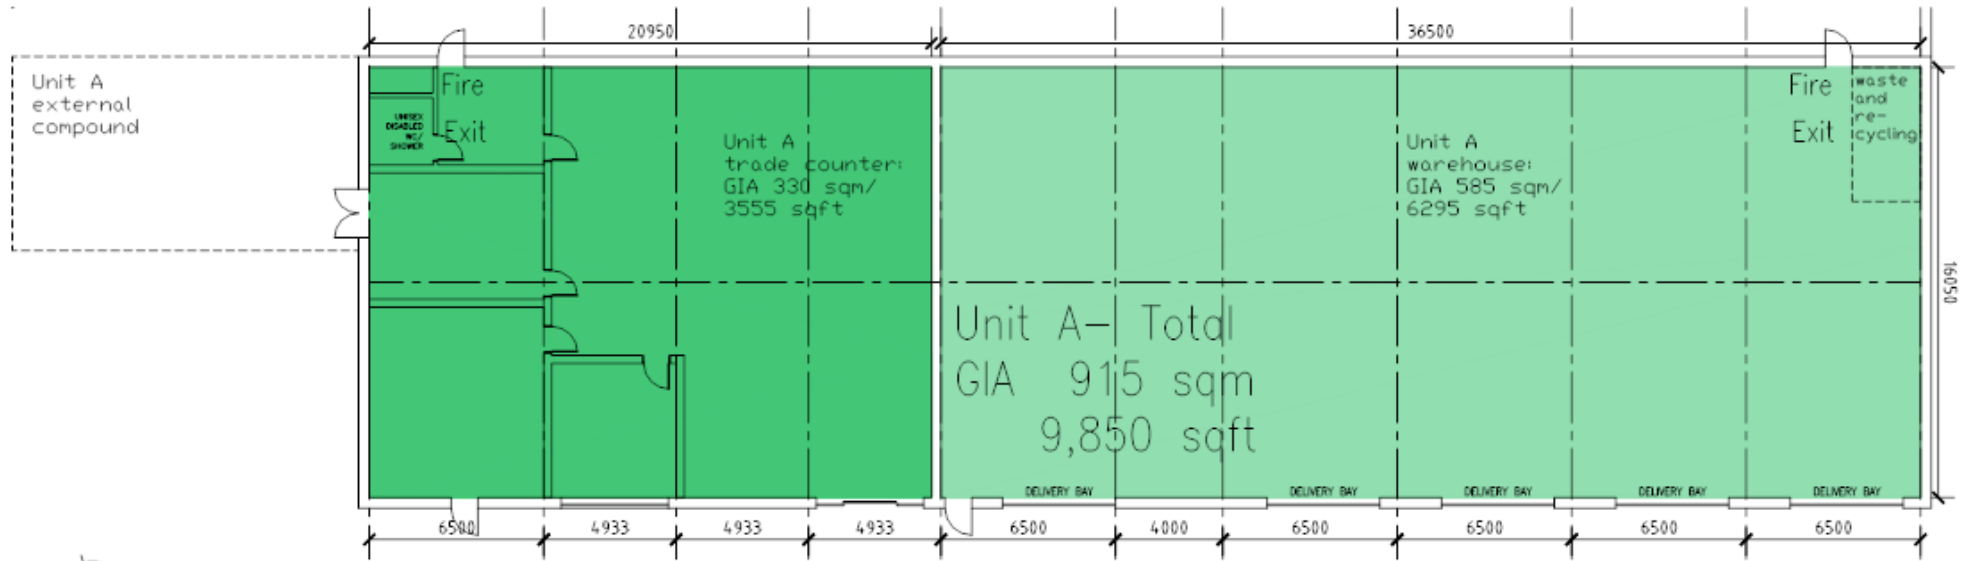 20950
36500
Unit A
external
compound
Fire
Exit
UNISEX
DISABLED
WC/
SHOWER
Unit A
trade counter:
GIA 330 sqm/
3555 sqft
Unit A
warehouse:
GIA 585 sqm/
6295 sqft
Fire
Exit
waste
and
re-
cycling
16050
Unit A- Total
GIA 915 sqm
9,850 sqft
DELIVERY BAY
DELIVERY BAY
DELIVERY BAY
DELIVERY BAY
DELIVERY BAY
6500
4933
4933
4933
6500
4000
6500
6500
6500
6500